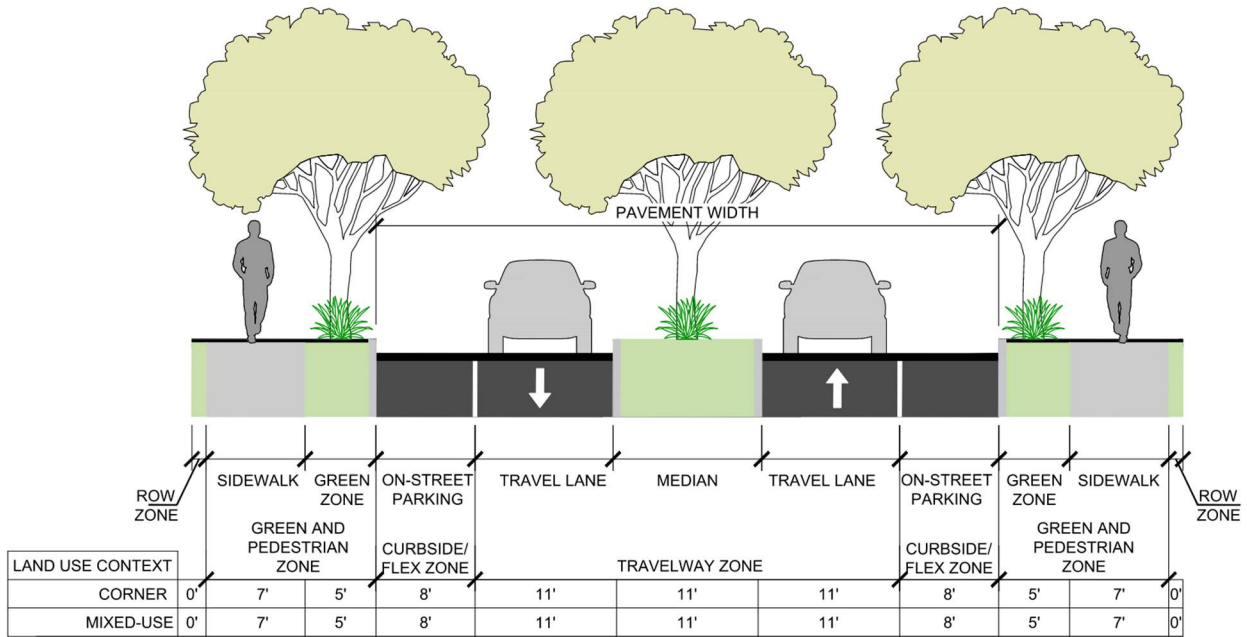 PAVEMENT WIDTH
SIDEWALK GREEN ON-STREET TRAVEL LANE MEDIAN TRAVEL LANE ON-STREET GREEN SIDEWALK
ZONE PARKING PARKING ZONE
ROW ROW
ZONE ZONE
GREEN AND GREEN AND
PEDESTRIAN CURBSIDE/ CURBSIDE/ PEDESTRIAN
ZONE FLEX ZONE TRAVELWAY ZONE FLEX ZONE ZONE
LAND USE CONTEXT
CORNER 0' 7' 5' 8' 11' 11' 11' 8' 5' 7' 0'
MIXED-USE 0' 7' 5' 8' 11' 11' 11' 8' 5' 7' 0'